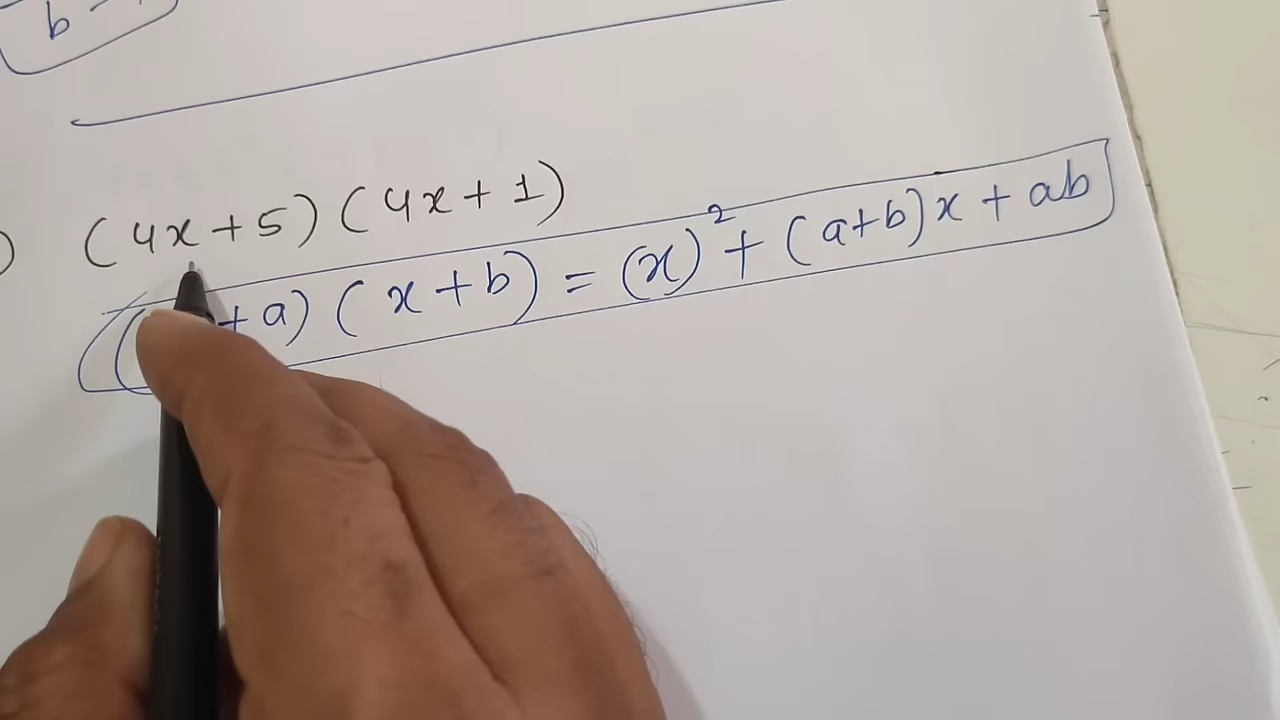 b -
) (4x+5)(4x+1)
( +a)(x+b) = (x)²+(a+b)x+ab